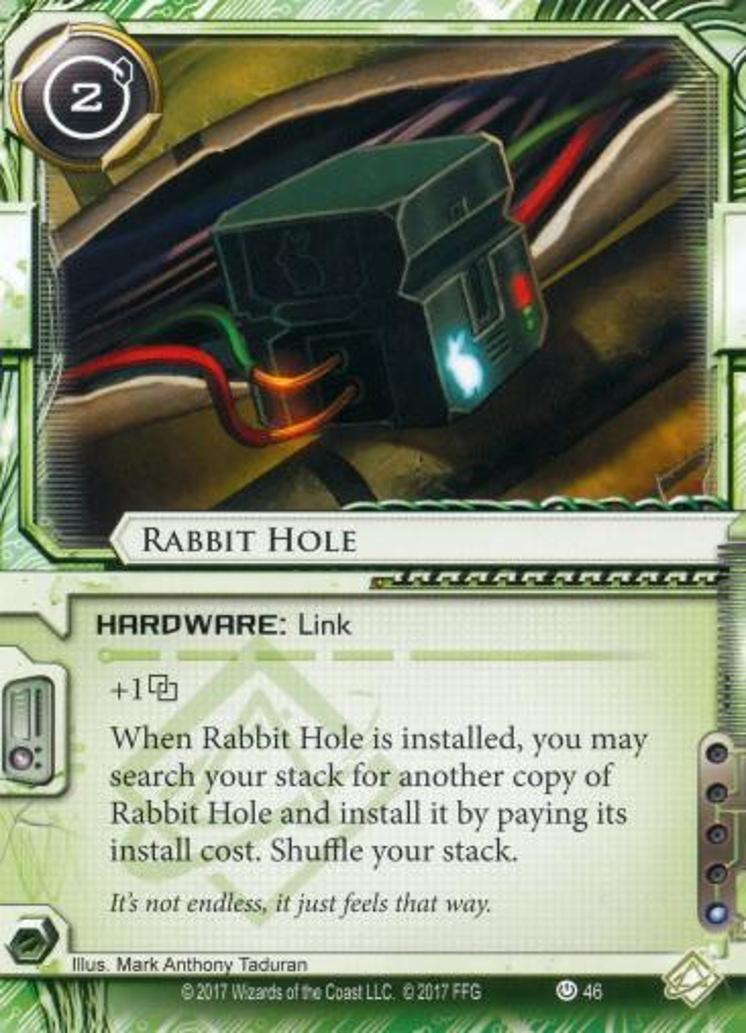 2
RABBIT HOLE
HARDWARE: Link
+1
When Rabbit Hole is installed, you may
search your stack for another copy of
Rabbit Hole and install it by paying its
install cost. Shuffle your stack.
It's not endless, it just feels that way.
Illus. Mark Anthony Taduran
© 2017 Wizards of the Coast LLC. © 2017 FFG
46